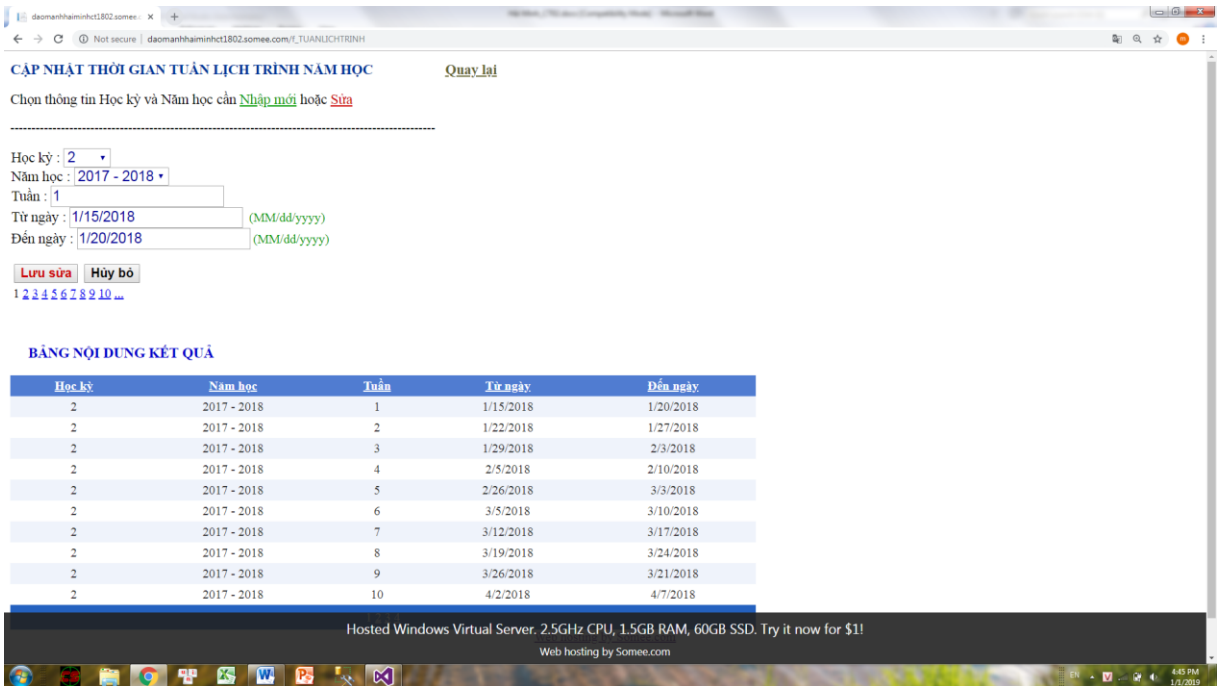 daomanhhaiminhct1802.somee.c
Not secure | daomanhhaiminhct1802.somee.com/f_TUANLICHTRINH
CẬP NHẬT THỜI GIAN TUẦN LỊCH TRÌNH NĂM HỌC Quay lại
Chọn thông tin Học kỳ và Năm học cần Nhập mới hoặc Sửa
Học kỳ : 2
Năm học : 2017 - 2018
Tuần : 1
Từ ngày : 1/15/2018 (MM/dd/yyyy)
Đến ngày : 1/20/2018 (MM/dd/yyyy)
Lưu sửa Hủy bỏ
1 2 3 4 5 6 7 8 9 10 ...
BẢNG NỘI DUNG KẾT QUẢ
Học kỳ Năm học Tuần Từ ngày Đến ngày
2 2017 - 2018 1 1/15/2018 1/20/2018
2 2017 - 2018 2 1/22/2018 1/27/2018
2 2017 - 2018 3 1/29/2018 2/3/2018
2 2017 - 2018 4 2/5/2018 2/10/2018
2 2017 - 2018 5 2/26/2018 3/3/2018
2 2017 - 2018 6 3/5/2018 3/10/2018
2 2017 - 2018 7 3/12/2018 3/17/2018
2 2017 - 2018 8 3/19/2018 3/24/2018
2 2017 - 2018 9 3/26/2018 3/21/2018
2 2017 - 2018 10 4/2/2018 4/7/2018
Hosted Windows Virtual Server. 2.5GHz CPU, 1.5GB RAM, 60GB SSD. Try it now for $1!
Web hosting by Somee.com
EN
4:45 PM
1/1/2019